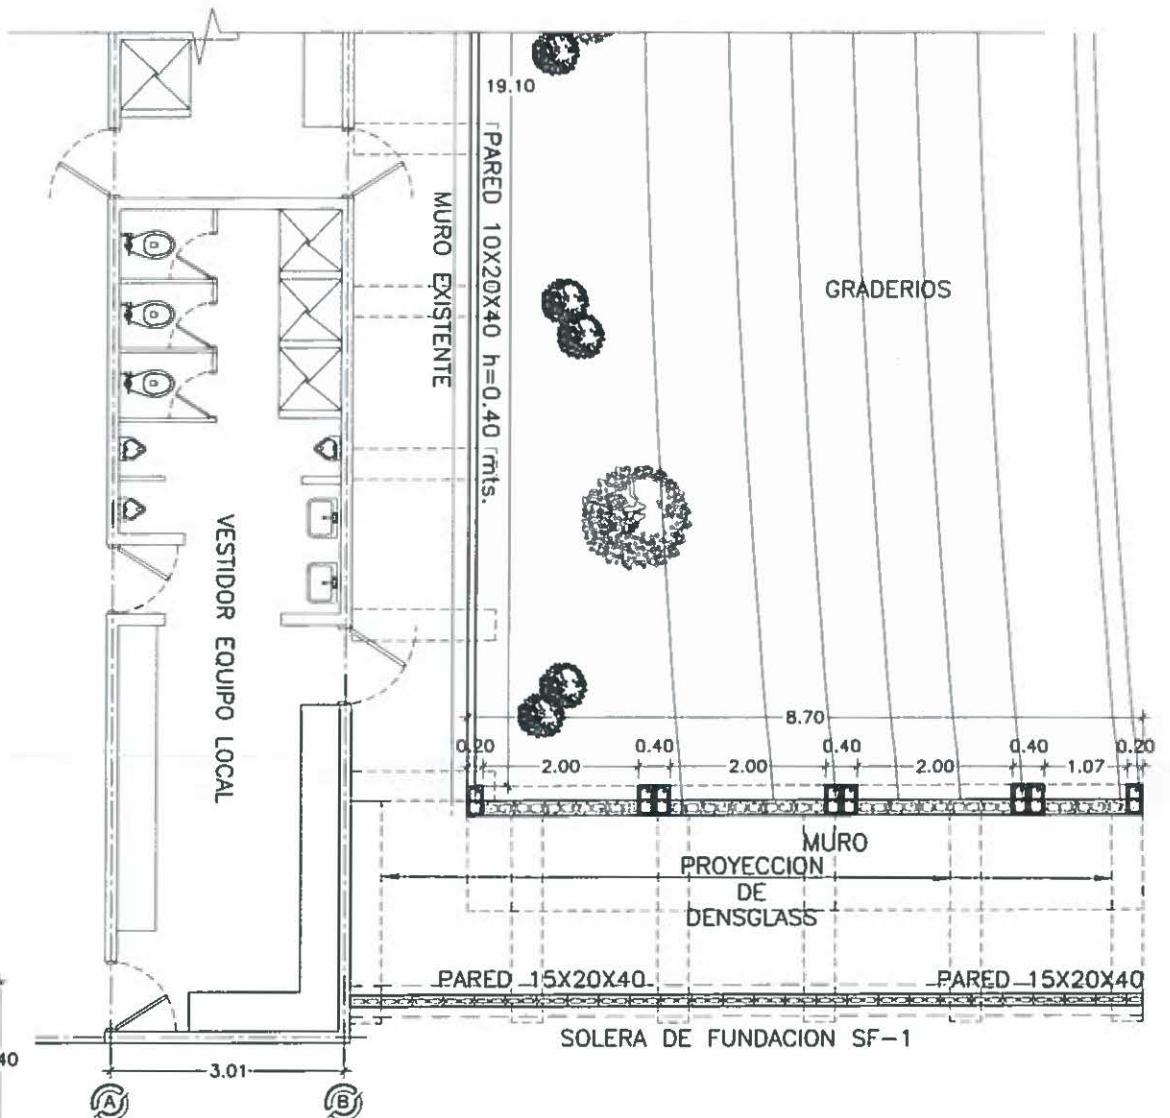 19.10
PARED 10X20X40 h=0.40 mts.
MURO EXISTENTE
GRADERIOS
VESTIDOR EQUIPO LOCAL
8.70
0.20
0.40
0.40
0.40
0.20
2.00
2.00
2.00
1.07
MURO
PROYECCION
DE
DENSGLASS
PARED 15X20X40
PARED 15X20X40
SOLERA DE FUNDACION SF-1
40
3.01
A
B